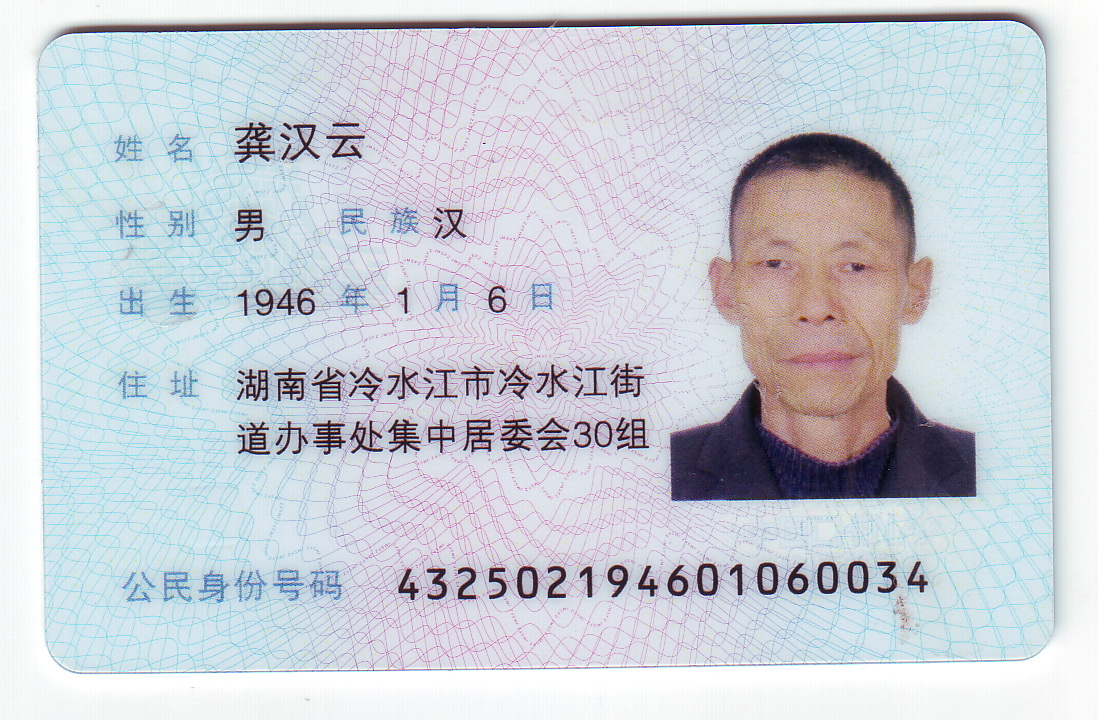 姓名 龚汉云
性别 男 民族 汉
出生 1946 年 1 月 6 日
住址 湖南省冷水江市冷水江街
道办事处集中居委会30组
公民身份号码 432502194601060034